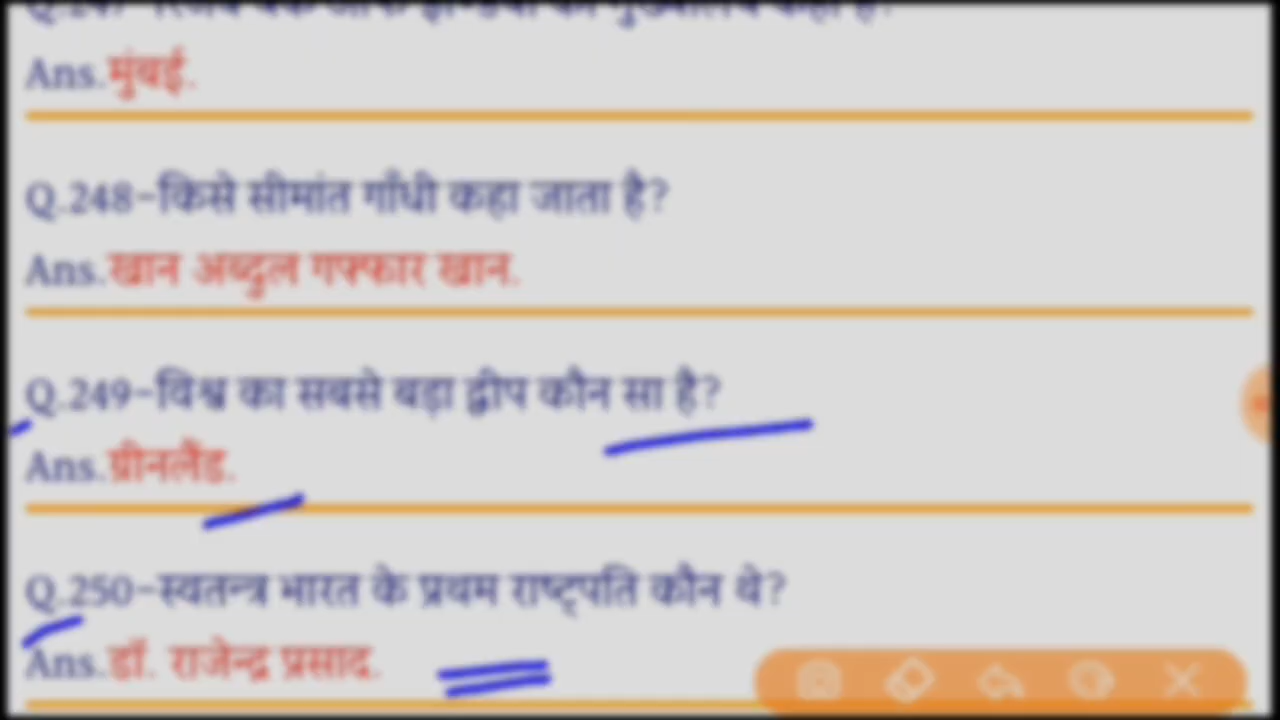 Ans.मुंबई.
Q.248-किसे सीमांत गाँधी कहा जाता है?
Ans.खान अब्दुल गफ्फार खान.
Q.249-विश्व का सबसे बड़ा द्वीप कौन सा है?
Ans.ग्रीनलैंड.
Q.250-स्वतन्त्र भारत के प्रथम राष्ट्रपति कौन थे?
Ans.डॉ. राजेन्द्र प्रसाद.